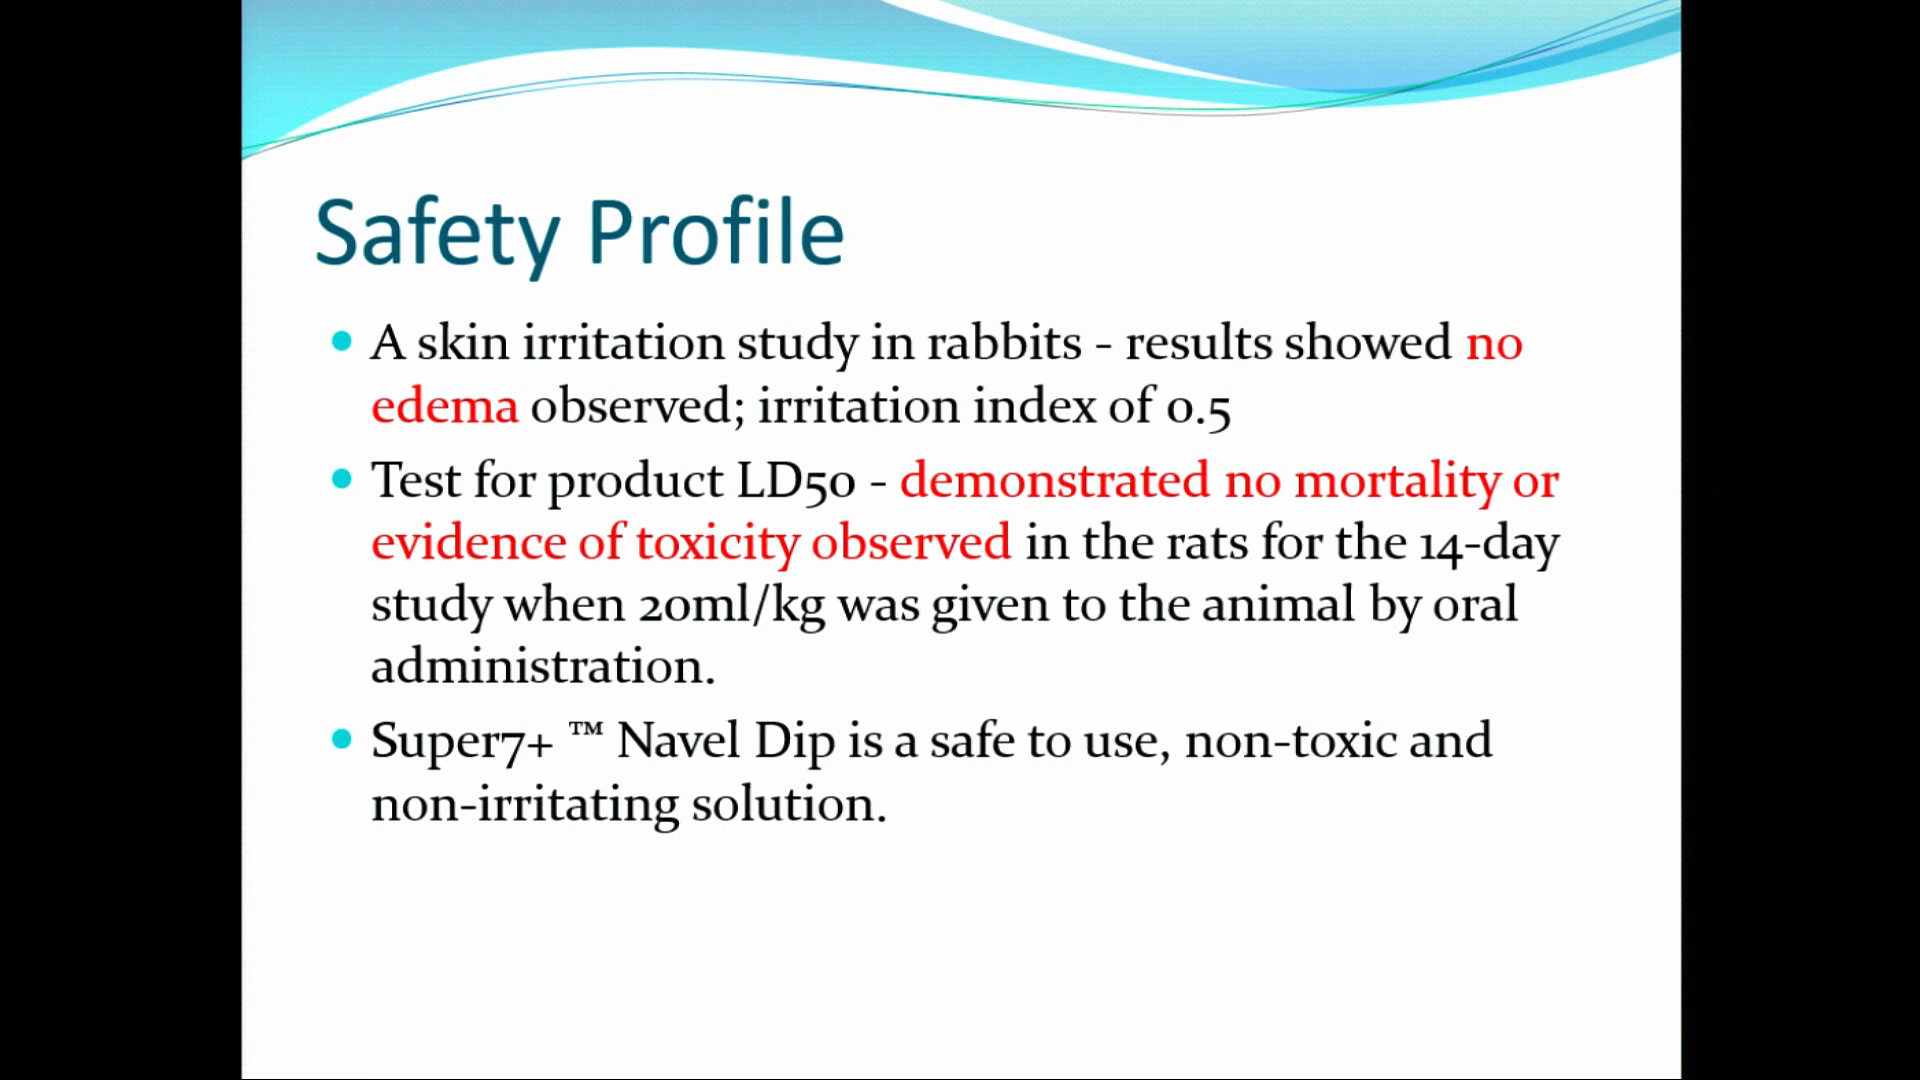 Safety Profile
A skin irritation study in rabbits - results showed no
edema observed; irritation index of 0.5
Test for product LD50 - demonstrated no mortality or
evidence of toxicity observed in the rats for the 14-day
study when 20ml/kg was given to the animal by oral
administration.
Super7+ ™ Navel Dip is a safe to use, non-toxic and
non-irritating solution.